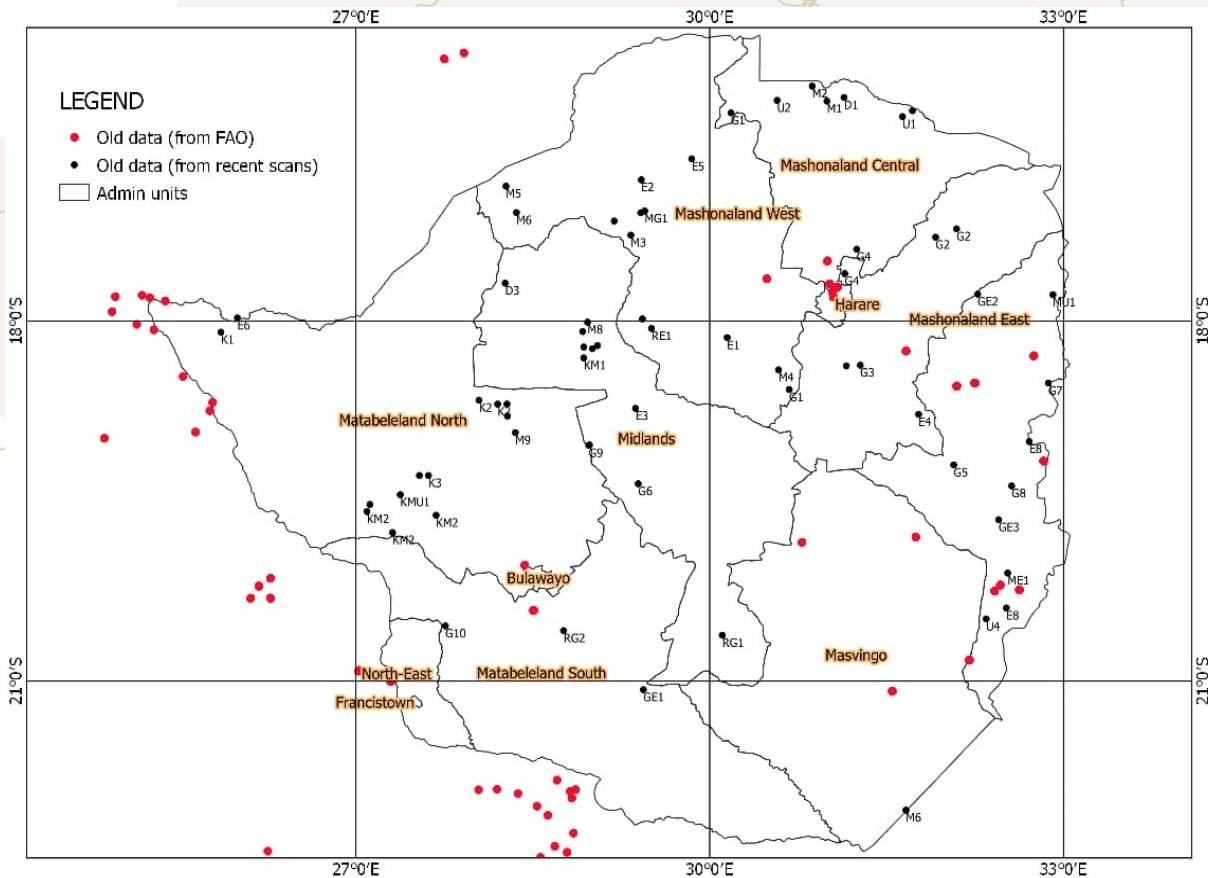 27°0'E 30°0'E 33°0'E
LEGEND
Old data (from FAO)
Old data (from recent scans)
Admin units
M2
U2
M1
D1
G1
U1
E5
Mashonaland Central
E2
M5
M6
MG1
Mashonaland West
M3
G2
G2
G4
G4
D3
GE2
MU1
Harare
Mashonaland East
18°0'S
18°0'S
E6
K1
M8
RE1
E1
KM1
M4
G3
G1
G7
K2
K2
E3
E4
Matabeleland North
Midlands
M9
G9
E8
G5
K3
G6
G8
KMU1
KM2
KM2
GE3
KM2
Bulawayo
ME1
E8
U4
G10
RG2
RG1
Masvingo
North-East
Matabeleland South
21°0'S
21°0'S
GE1
Francistown
M6
27°0'E 30°0'E 33°0'E